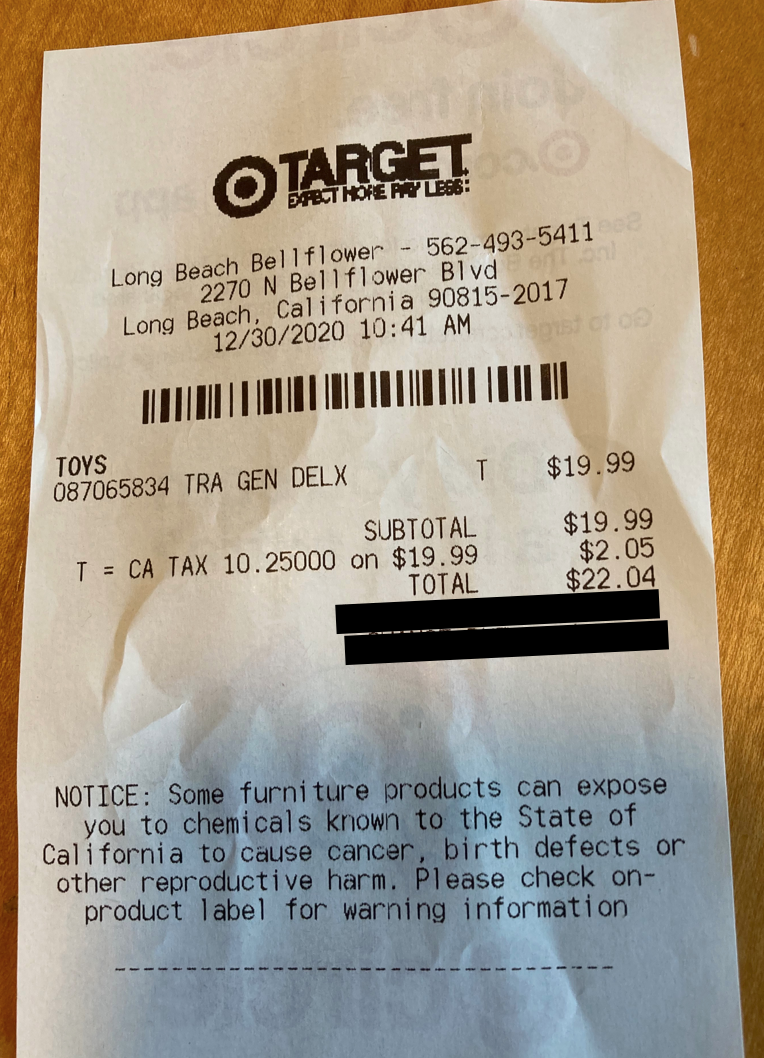 TARGET
EXPECT MORE PAY LESS:
Long Beach Bellflower - 562-493-5411
2270 N Bellflower Blvd
Long Beach, California 90815-2017
12/30/2020 10:41 AM
TOYS
087065834 TRA GEN DELX T $19.99
SUBTOTAL $19.99
T = CA TAX 10.25000 on $19.99 $2.05
TOTAL $22.04
NOTICE: Some furniture products can expose
you to chemicals known to the State of
California to cause cancer, birth defects or
other reproductive harm. Please check on-
product label for warning information